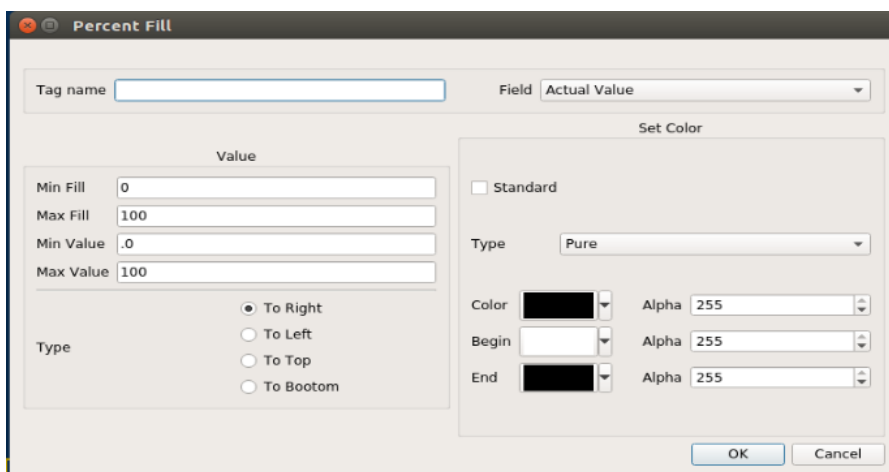 Percent Fill
Tag name
Field Actual Value
Value
Min Fill 0
Max Fill 100
Min Value .0
Max Value 100
Type
To Right
To Left
To Top
To Bootom
Set Color
Standard
Type Pure
Color Alpha 255
Begin Alpha 255
End Alpha 255
OK Cancel